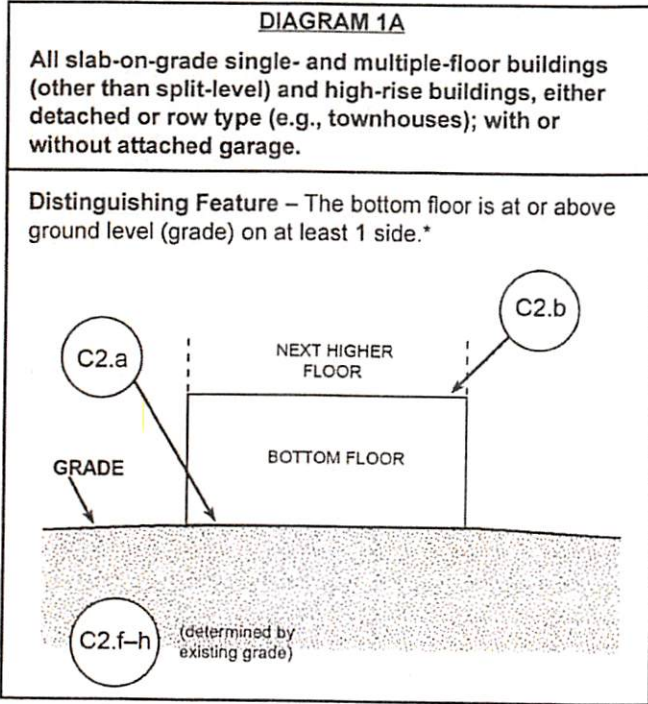 DIAGRAM 1A
All slab-on-grade single- and multiple-floor buildings
(other than split-level) and high-rise buildings, either
detached or row type (e.g., townhouses); with or
without attached garage.
Distinguishing Feature – The bottom floor is at or above
ground level (grade) on at least 1 side.*
C2.b
C2.a
NEXT HIGHER
FLOOR
BOTTOM FLOOR
GRADE
C2.f–h
(determined by
existing grade)